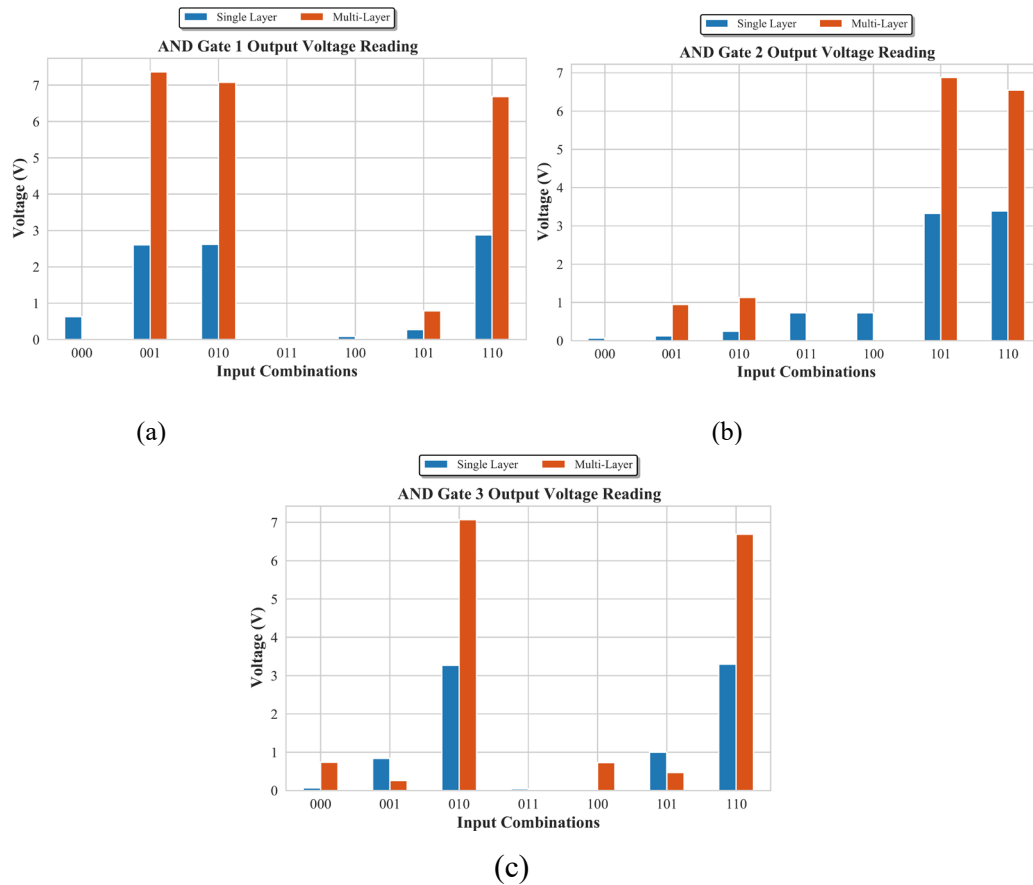 Single Layer Multi-Layer
AND Gate 1 Output Voltage Reading
7
6
5
4
3
2
1
0
Voltage (V)
000 001 010 011 100 101 110
Input Combinations
(a)
Single Layer Multi-Layer
AND Gate 2 Output Voltage Reading
7
6
5
4
3
2
1
0
Voltage (V)
000 001 010 011 100 101 110
Input Combinations
(b)
Single Layer Multi-Layer
AND Gate 3 Output Voltage Reading
7
6
5
4
3
2
1
0
Voltage (V)
000 001 010 011 100 101 110
Input Combinations
(c)